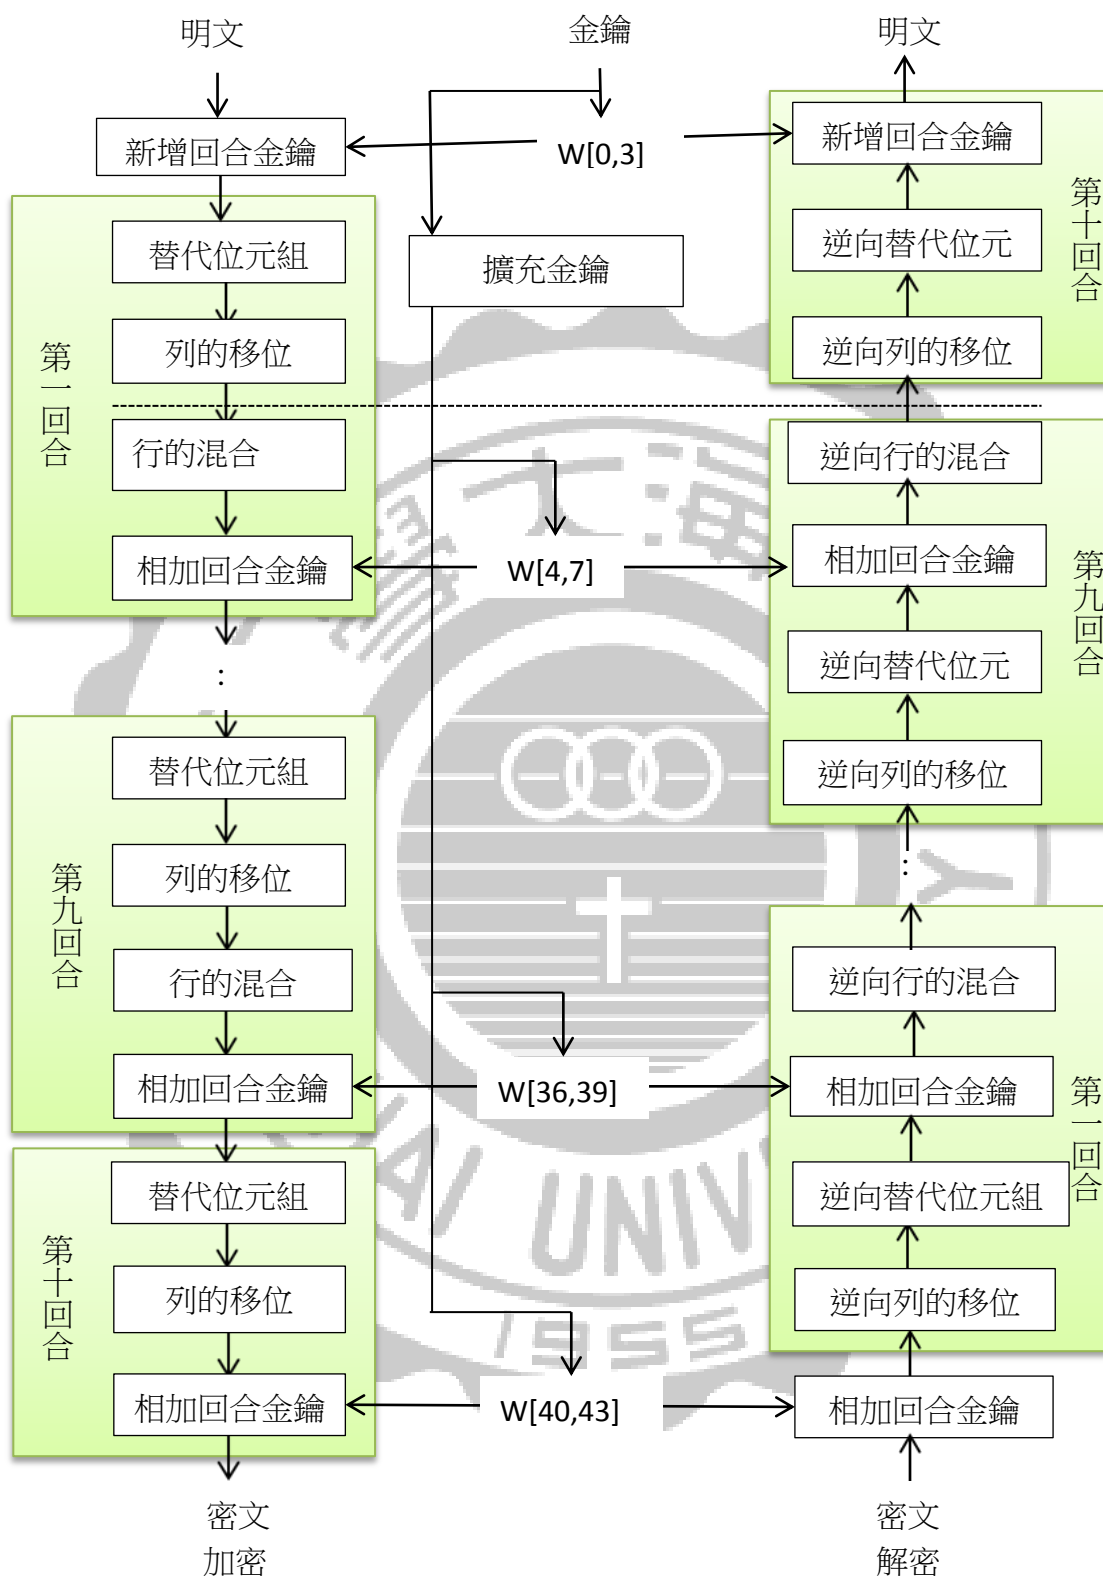 明文
金鑰
明文
新增回合金鑰
W[0,3]
新增回合金鑰
第一回合
替代位元組
列的移位
行的混合
相加回合金鑰
:
擴充金鑰
W[4,7]
第十回合
逆向替代位元
逆向列的移位
第九回合
逆向行的混合
相加回合金鑰
逆向替代位元
逆向列的移位
:
第九回合
替代位元組
列的移位
行的混合
相加回合金鑰
W[36,39]
第一回合
逆向行的混合
相加回合金鑰
逆向替代位元組
逆向列的移位
第十回合
替代位元組
列的移位
相加回合金鑰
W[40,43]
相加回合金鑰
密文
加密
密文
解密
大海
AI UNIV
Y
1955